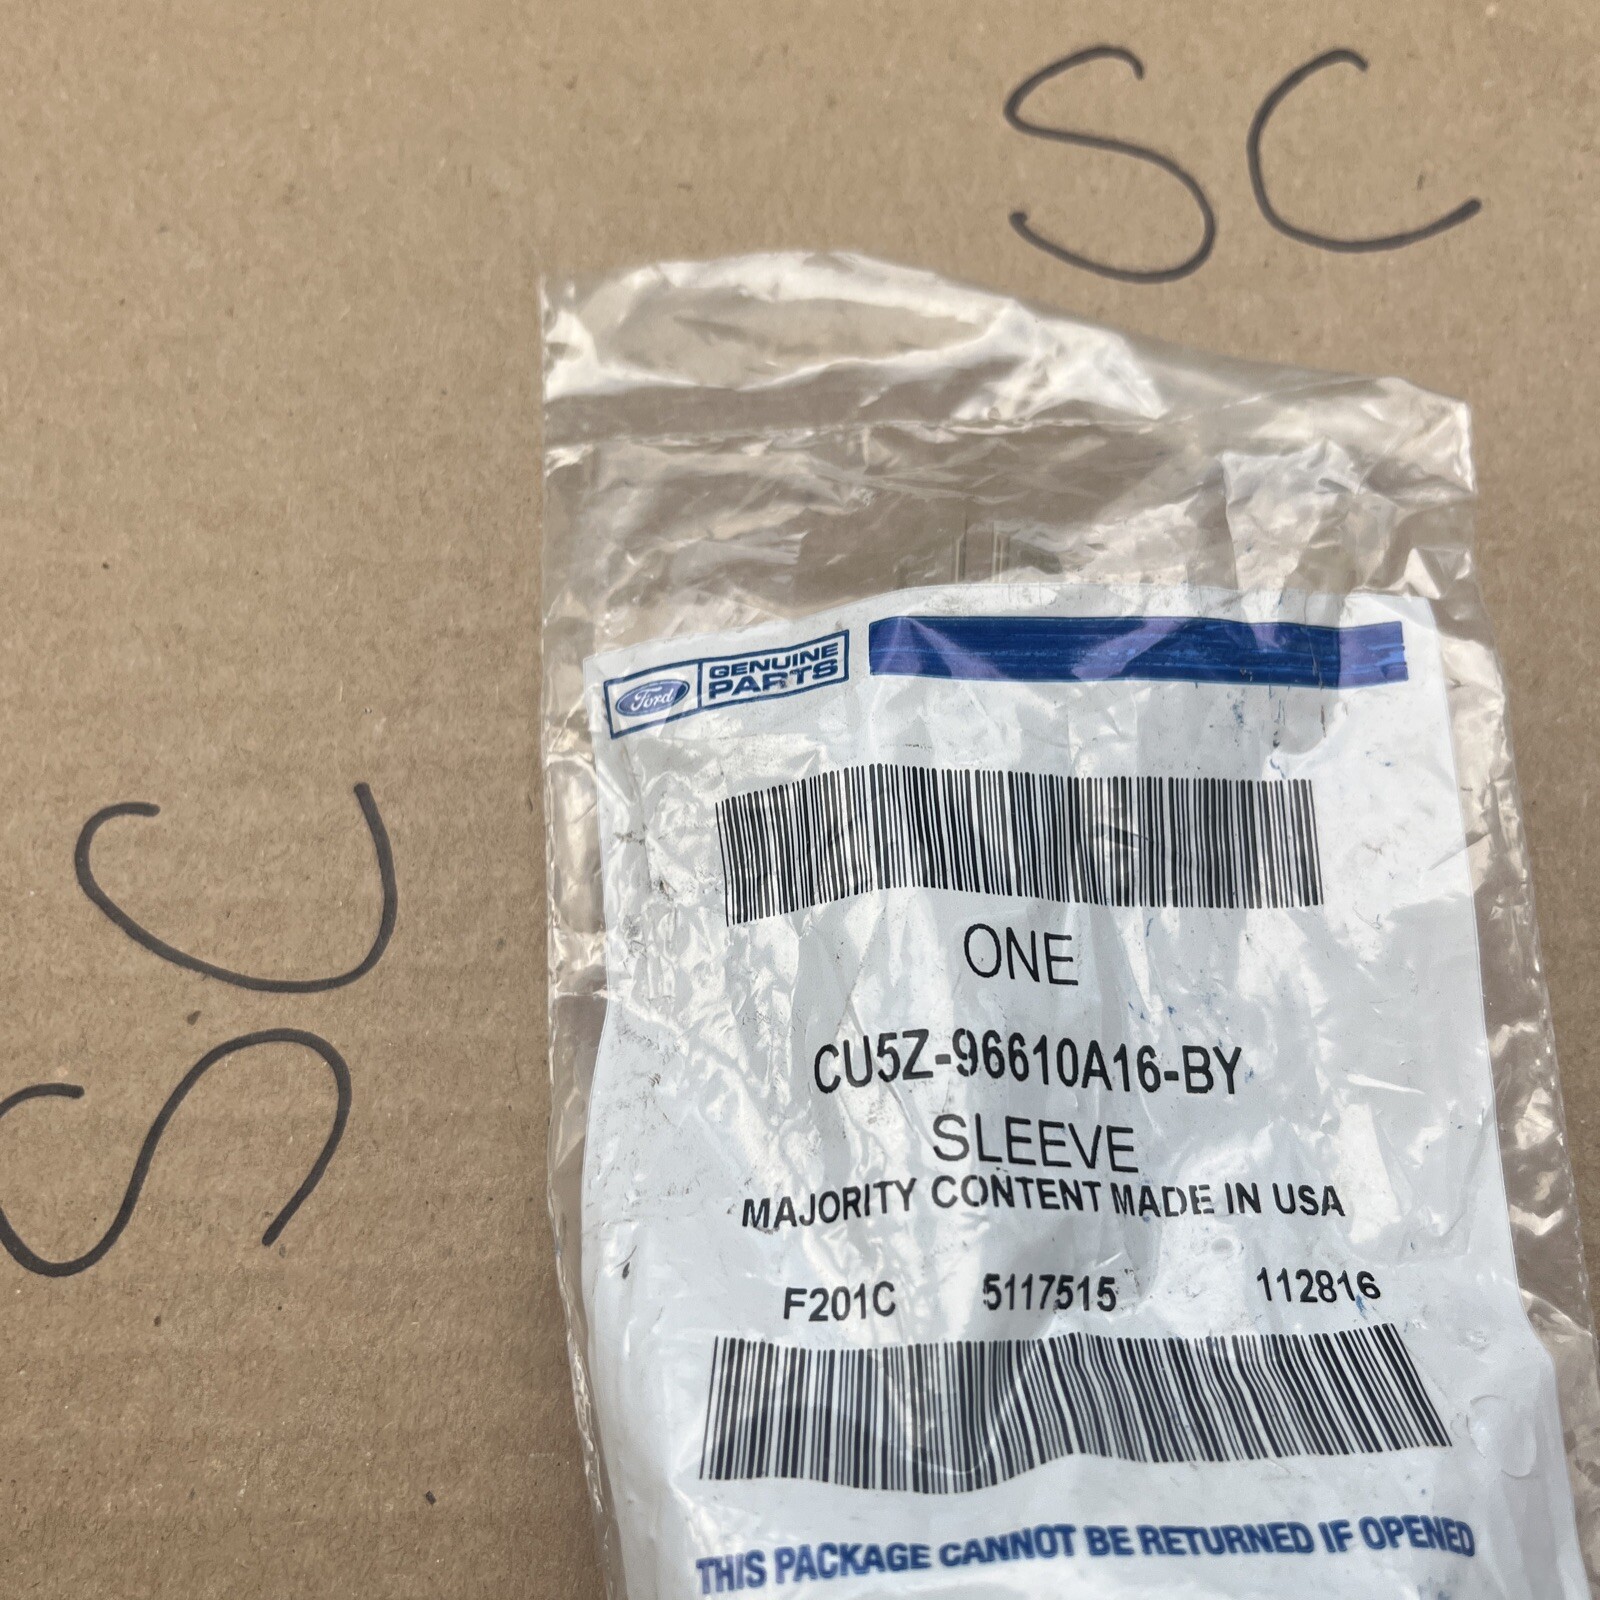 SC
SC
Ford GENUINE
PARTS
ONE
CU5Z-96610A16-BY
SLEEVE
MAJORITY CONTENT MADE IN USA
F201C 5117515 112816
THIS PACKAGE CANNOT BE RETURNED IF OPENED